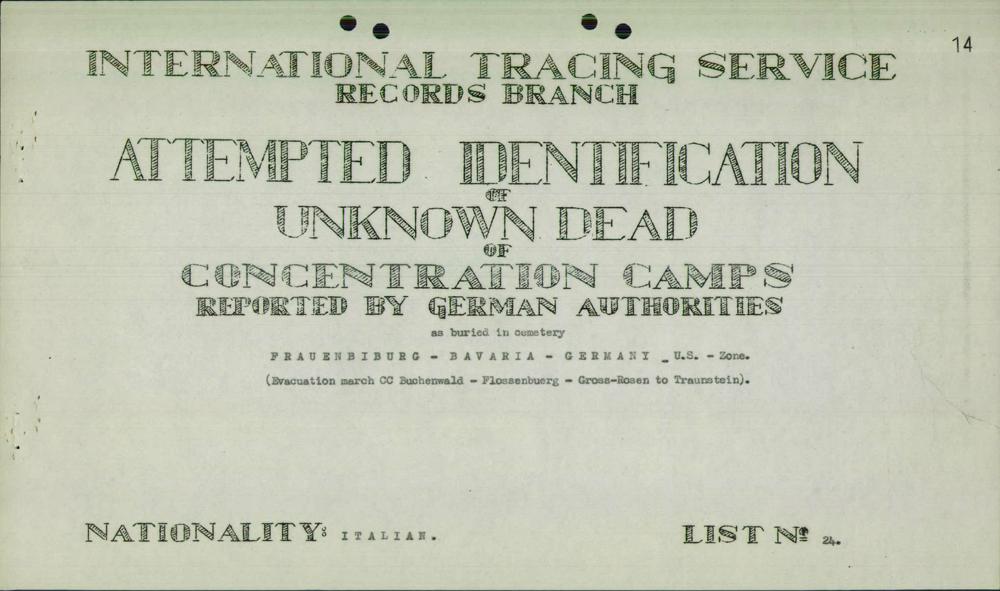 14
INTERNATIONAL TRACING SERVICE
RECORDS BRANCH
ATTEMPTED IDENTIFICATION
OF
UNKNOWN DEAD
OF
CONCENTRATION CAMPS
REPORTED BY GERMAN AUTHORITIES
as buried in cemetery
FRAUENBIBURG - BAVARIA - GERMANY - U.S. - Zone.
(Evacuation march CC Buchenwald - Flossenbuerg - Gross-Rosen to Traunstein).
NATIONALITY: ITALIAN.
LIST Nº 24.